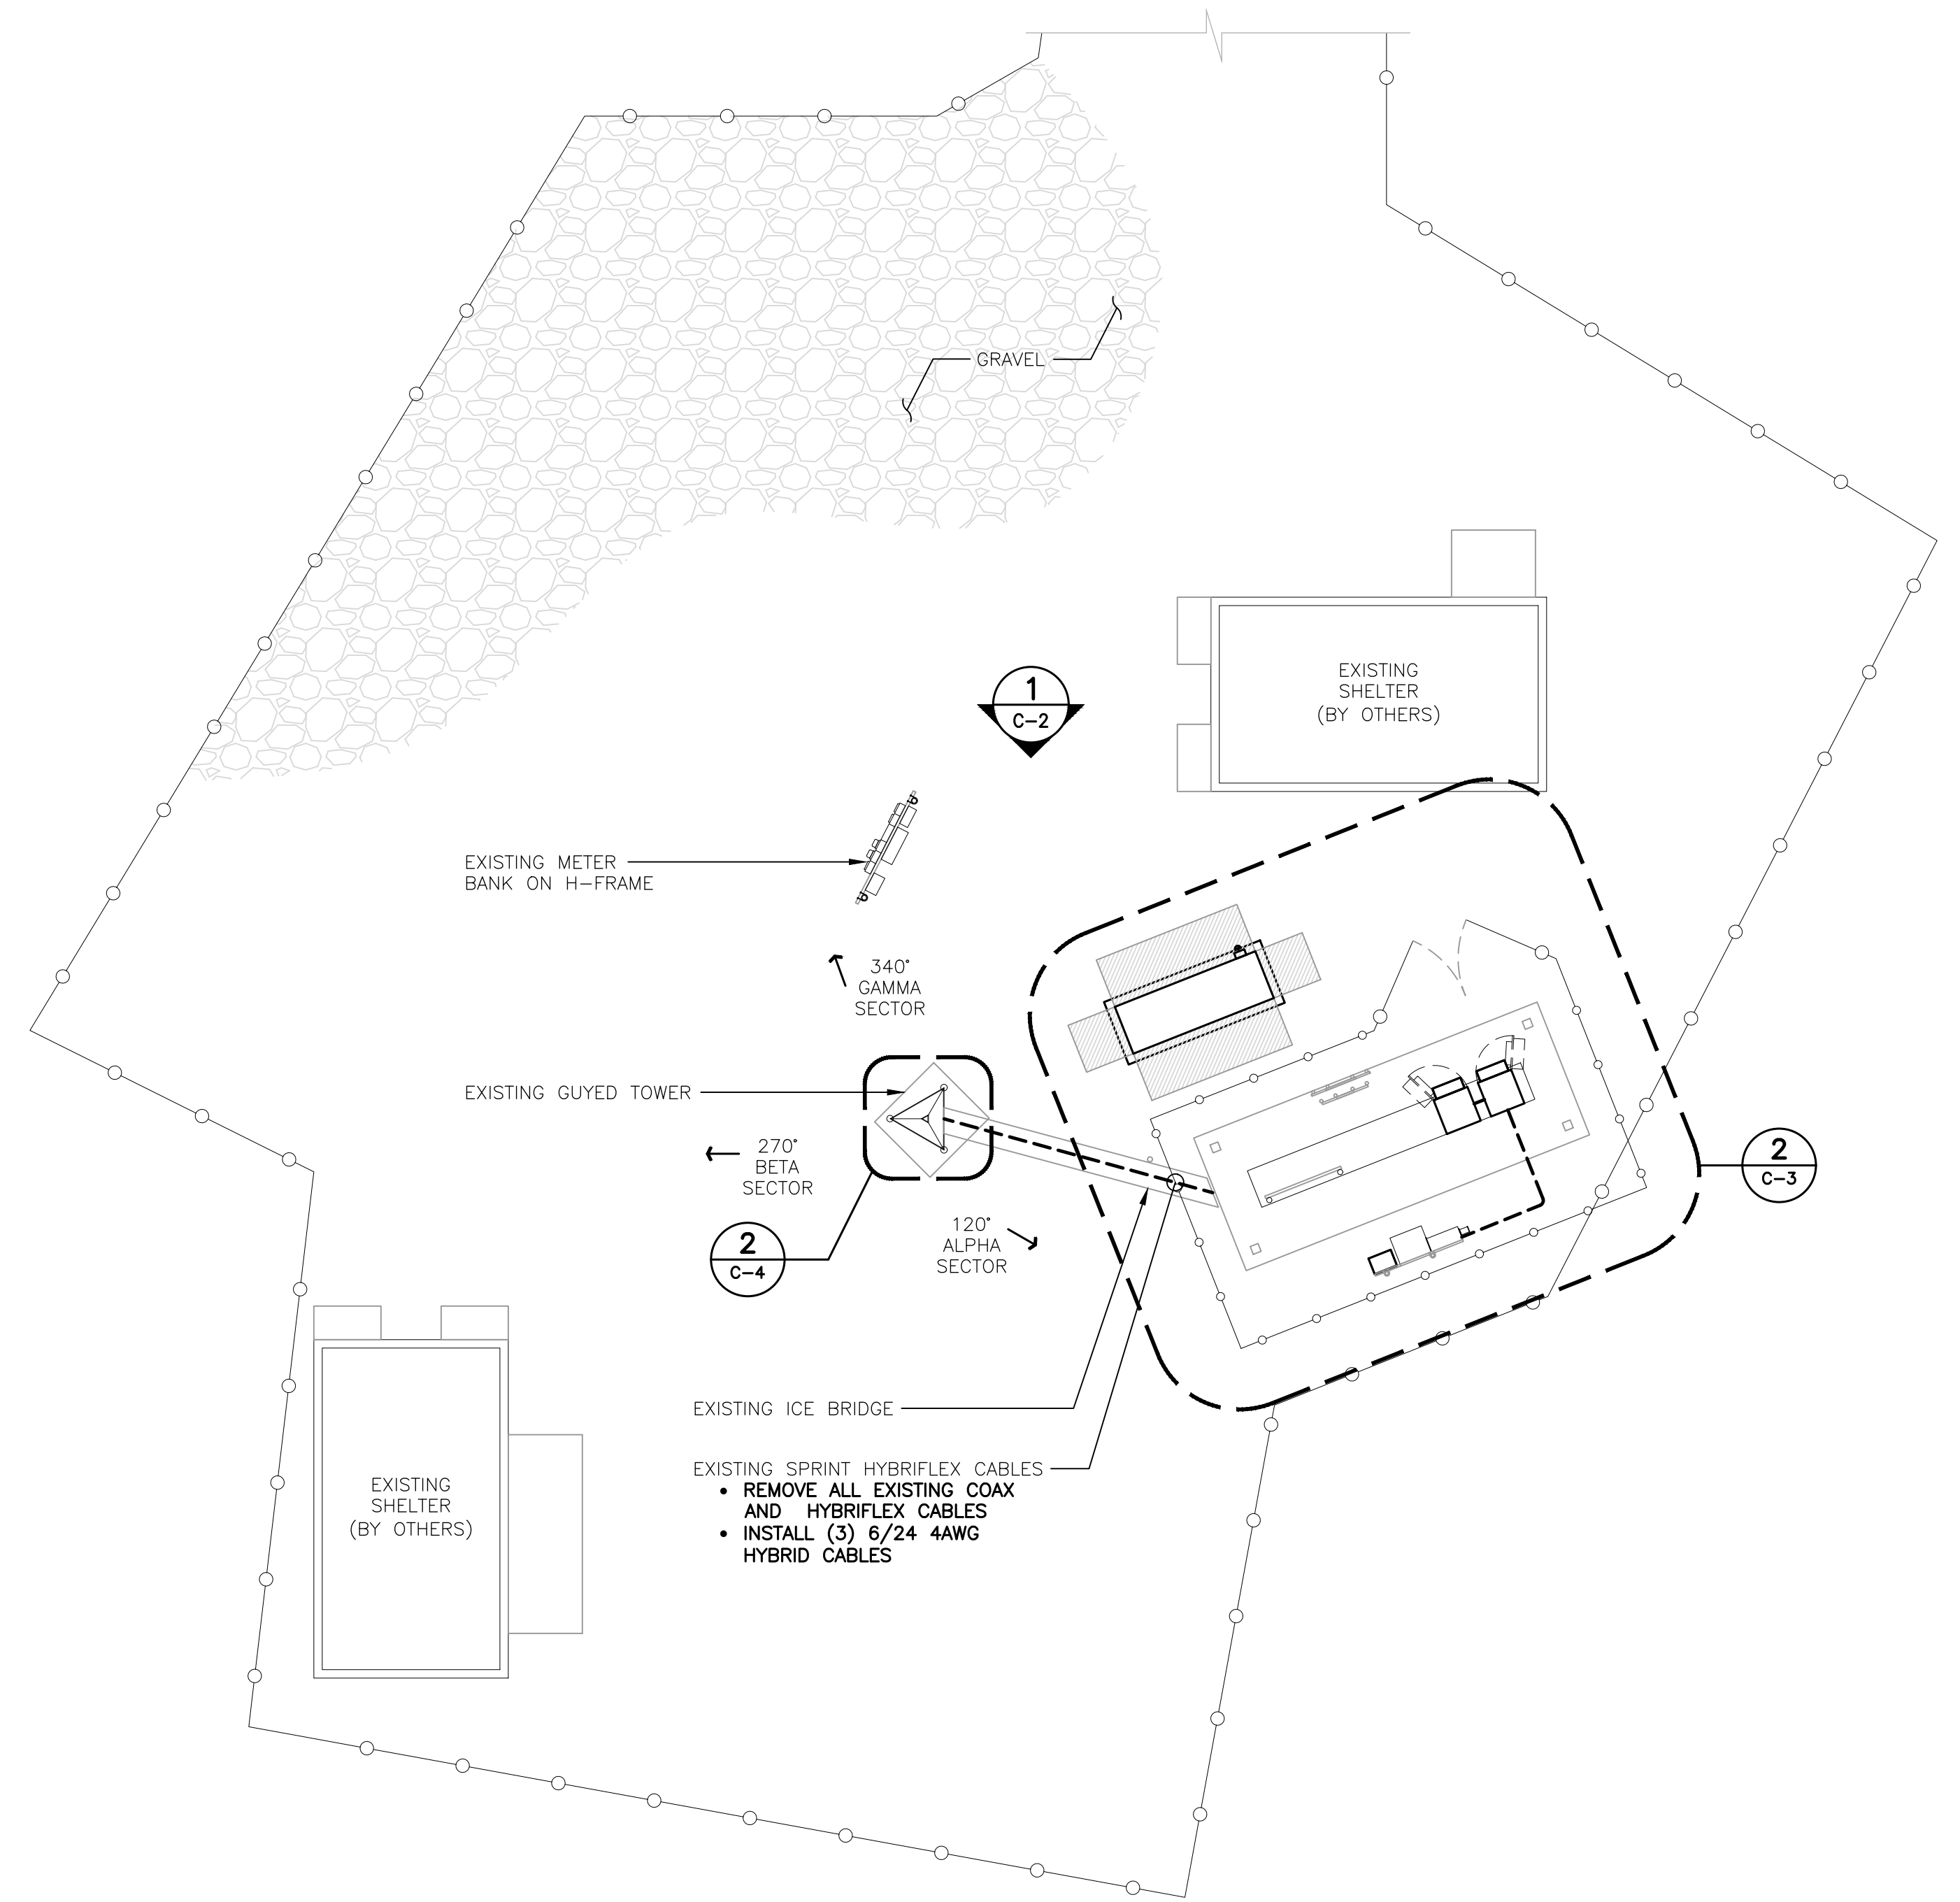 GRAVEL
EXISTING
SHELTER
(BY OTHERS)
1
C-2
EXISTING METER
BANK ON H-FRAME
340°
GAMMA
SECTOR
EXISTING GUYED TOWER
270°
BETA
SECTOR
2
C-3
120°
ALPHA
SECTOR
2
C-4
EXISTING ICE BRIDGE
EXISTING SPRINT HYBRIFLEX CABLES
• REMOVE ALL EXISTING COAX
AND HYBRIFLEX CABLES
• INSTALL (3) 6/24 4AWG
HYBRID CABLES
EXISTING
SHELTER
(BY OTHERS)